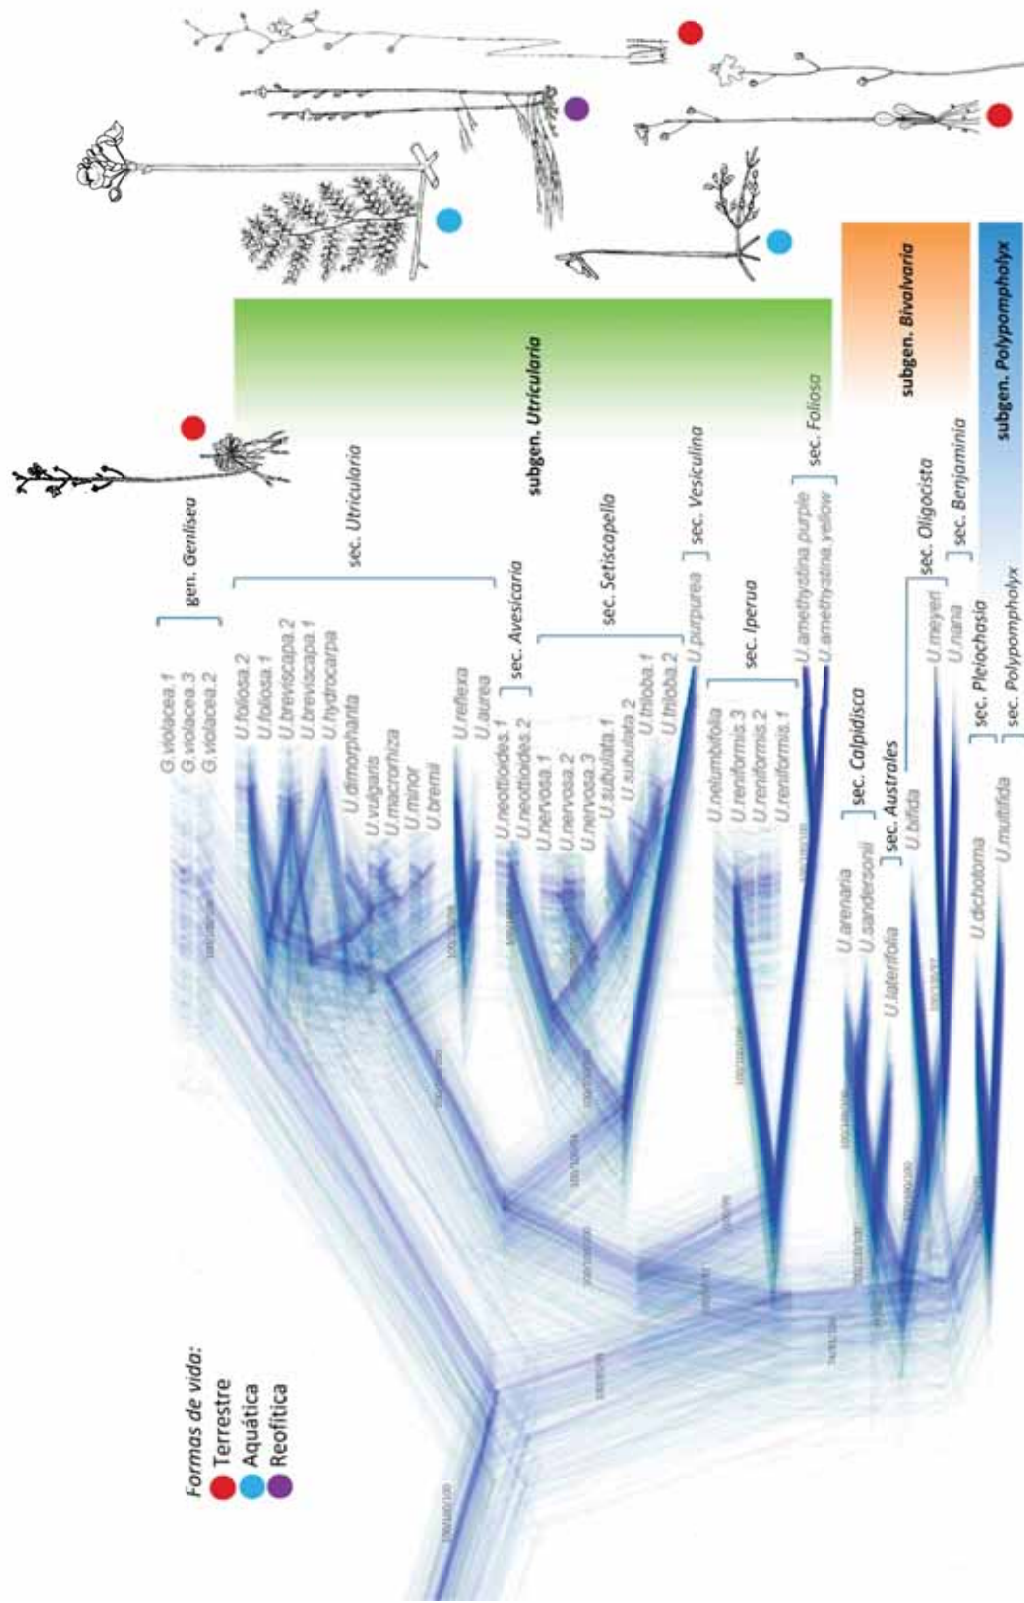 Formas de vida:
Terrestre
Aquática
Reofítica
G.violacea.1
G.violacea.3
G.violacea.2
gen. Genlisea
U.foliosa.2
U.foliosa.1
U.breviscapa.2
U.breviscapa.1
U.hydrocarpa
U.dimorphanta
U.vulgaris
U.macrorhiza
U.minor
U.bremii
U.reflexa
U.aurea
sec. Utricularia
U.neottioides.1
U.neottioides.2
sec. Avesicaria
U.nervosa.1
U.nervosa.2
U.nervosa.3
U.subulata.1
U.subulata 2
U.triloba.1
U.triloba.2
sec. Setiscapella
U.purpurea
sec. Vesiculina
U.nelumbifolia
U.reniformis.3
U.reniformis.2
U.reniformis.1
sec. Iperua
U.amethystina.purple
U.amethystina.yellow
sec. Foliosa
subgen. Utricularia
U.arenaria
U.sandersonii
sec. Calpidisca
U.laterifolia
sec. Australes
U.bifida
U.meyeri
sec. Oligocista
U.nana
sec. Benjaminia
subgen. Bivalvaria
U.dichotoma
sec. Pleiochasia
U.multifida
sec. Polypompholyx
subgen. Polypompholyx